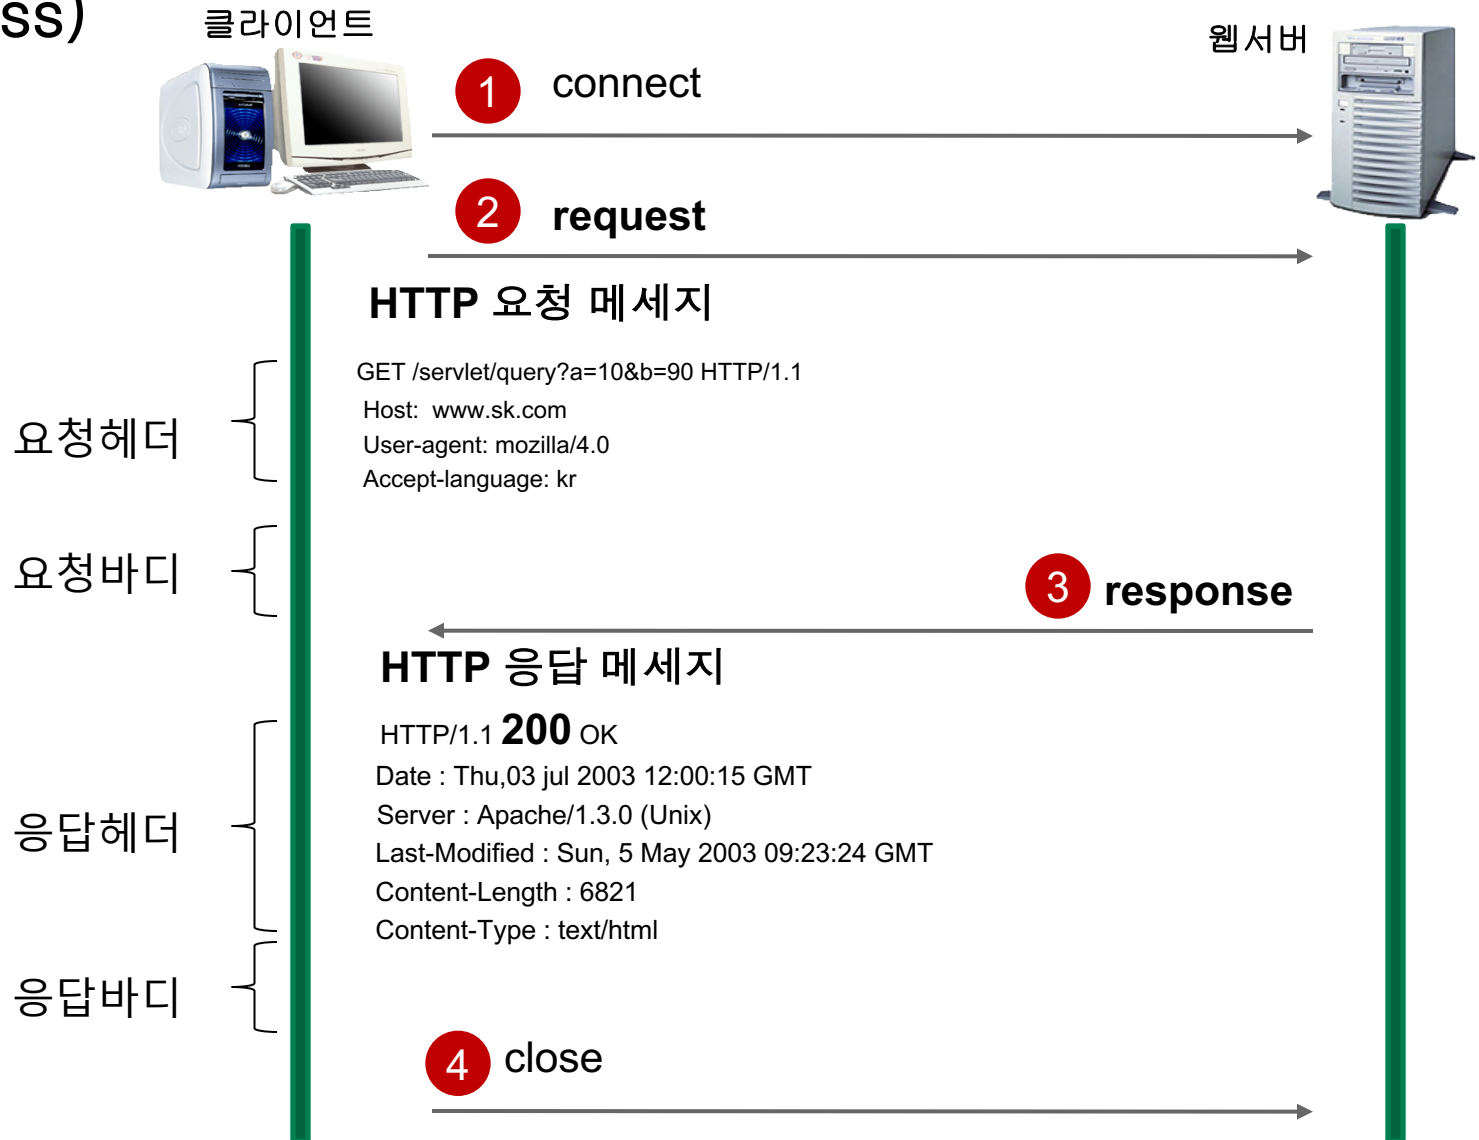 ss)
클라이언트
웹서버
1 connect
2 request
HTTP 요청 메세지
GET /servlet/query?a=10&b=90 HTTP/1.1
Host: www.sk.com
User-agent: mozilla/4.0
Accept-language: kr
요청헤더
요청바디
3 response
HTTP 응답 메세지
HTTP/1.1 200 OK
Date : Thu,03 jul 2003 12:00:15 GMT
Server : Apache/1.3.0 (Unix)
Last-Modified : Sun, 5 May 2003 09:23:24 GMT
Content-Length : 6821
Content-Type : text/html
응답헤더
응답바디
4 close